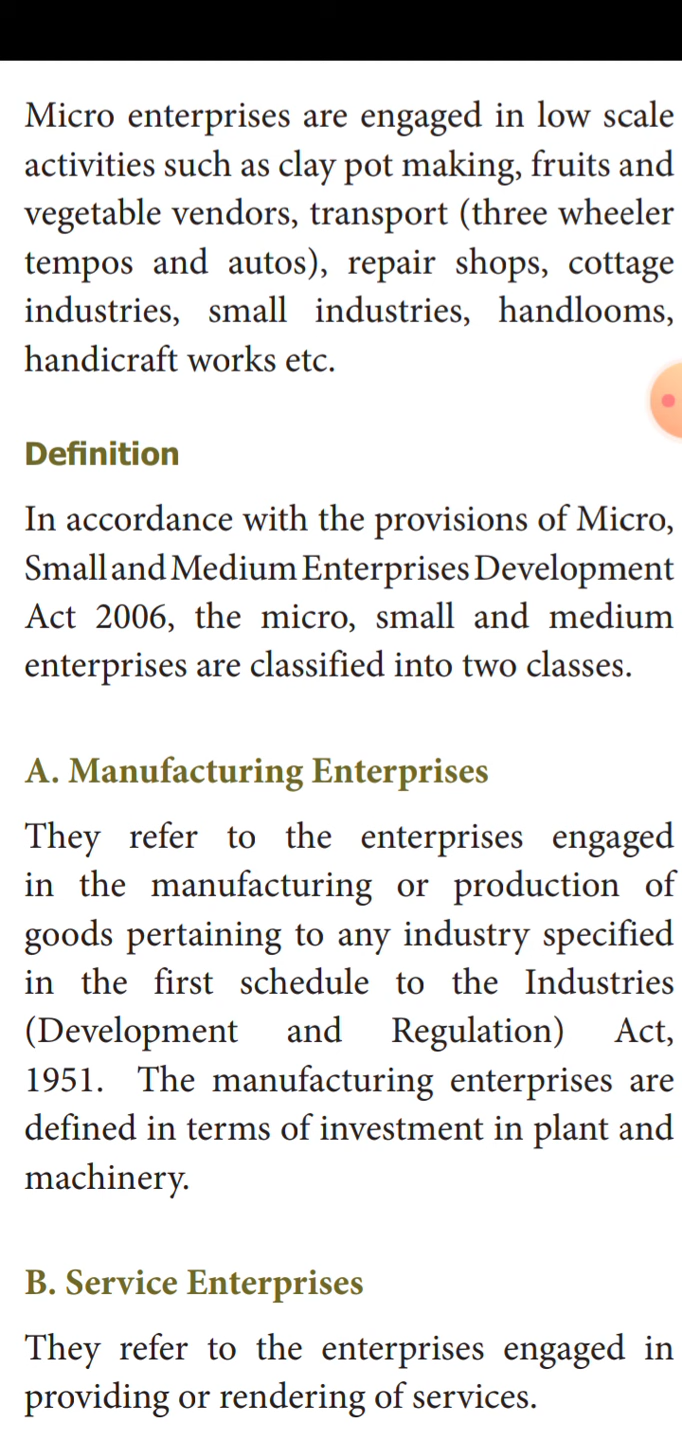 Micro enterprises are engaged in low scale
activities such as clay pot making, fruits and
vegetable vendors, transport (three wheeler
tempos and autos), repair shops, cottage
industries, small industries, handlooms,
handicraft works etc.
Definition
In accordance with the provisions of Micro,
Small and Medium Enterprises Development
Act 2006, the micro, small and medium
enterprises are classified into two classes.
A. Manufacturing Enterprises
They refer to the enterprises engaged
in the manufacturing or production of
goods pertaining to any industry specified
in the first schedule to the Industries
(Development and Regulation) Act,
1951. The manufacturing enterprises are
defined in terms of investment in plant and
machinery.
B. Service Enterprises
They refer to the enterprises engaged in
providing or rendering of services.